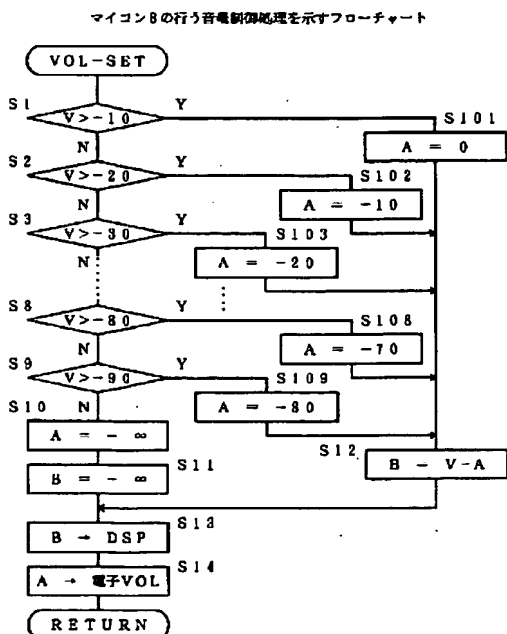 マイコンBの行う音量制御処理を示すフローチャート
VOL-SET
S1
V>-10
Y
N
S101
A = 0
S2
V>-20
Y
N
S102
A = -10
S3
V>-30
Y
N
S103
A = -20
S8
V>-80
Y
N
S108
A = -70
S9
V>-90
Y
N
S109
A = -80
S10
A = - ∞
S11
B = - ∞
S12
B = V-A
S13
B → DSP
S14
A → 電子VOL
RETURN